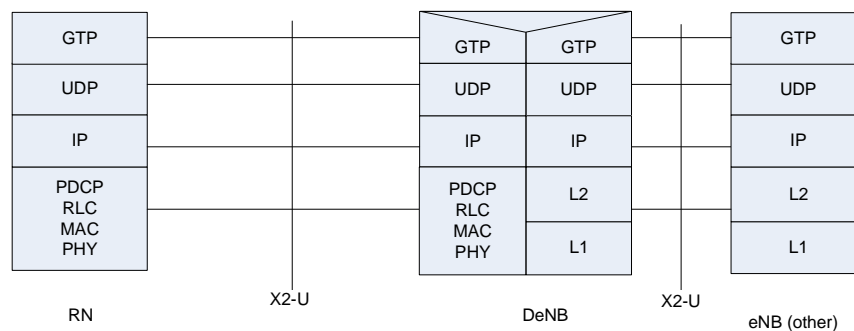 GTP
UDP
IP
PDCP
RLC
MAC
PHY
RN
X2-U
GTP
GTP
UDP
UDP
IP
IP
PDCP
RLC
MAC
PHY
L2
L1
DeNB
X2-U
GTP
UDP
IP
L2
L1
eNB (other)